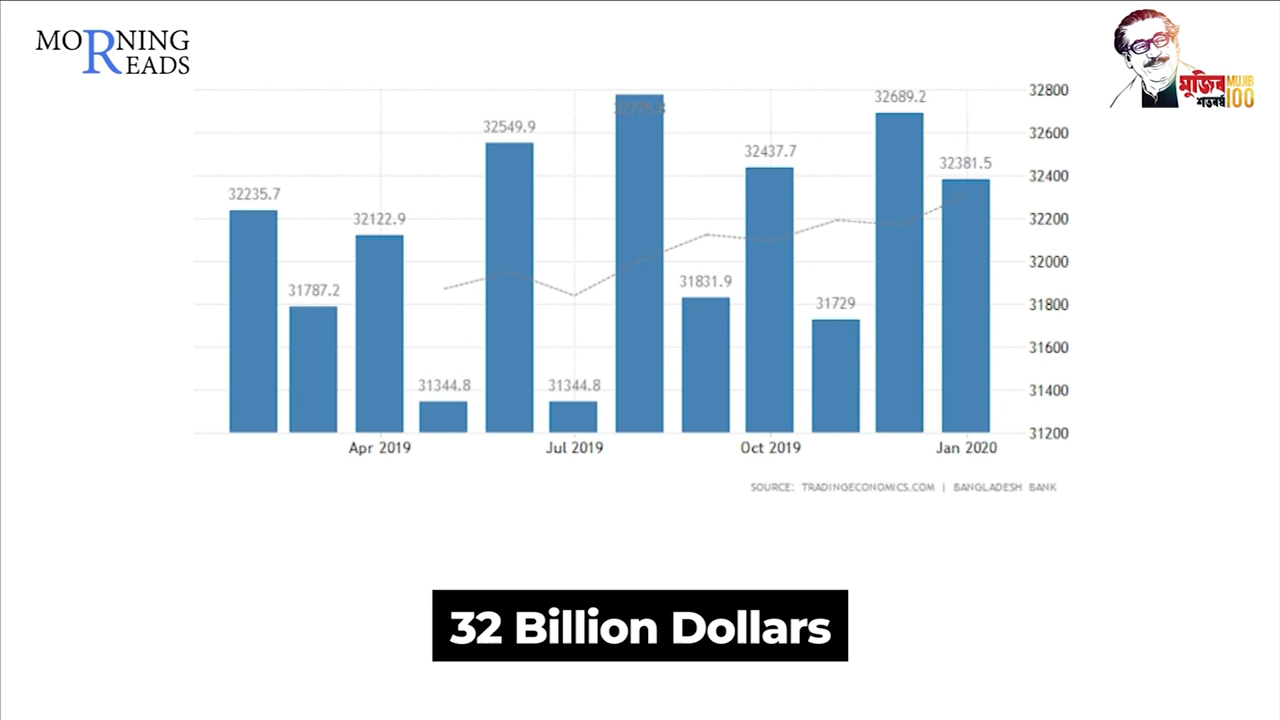 MORNING
READS
মুজিব
শতবর্ষ
MUJIB
100
32800
32600
32400
32200
32000
31800
31600
31400
31200
32235.7
31787.2
32122.9
31344.8
32549.9
31344.8
32775.3
31831.9
32437.7
31729
32689.2
32381.5
Apr 2019
Jul 2019
Oct 2019
Jan 2020
SOURCE: TRADINGECONOMICS.COM | BANGLADESH BANK
32 Billion Dollars